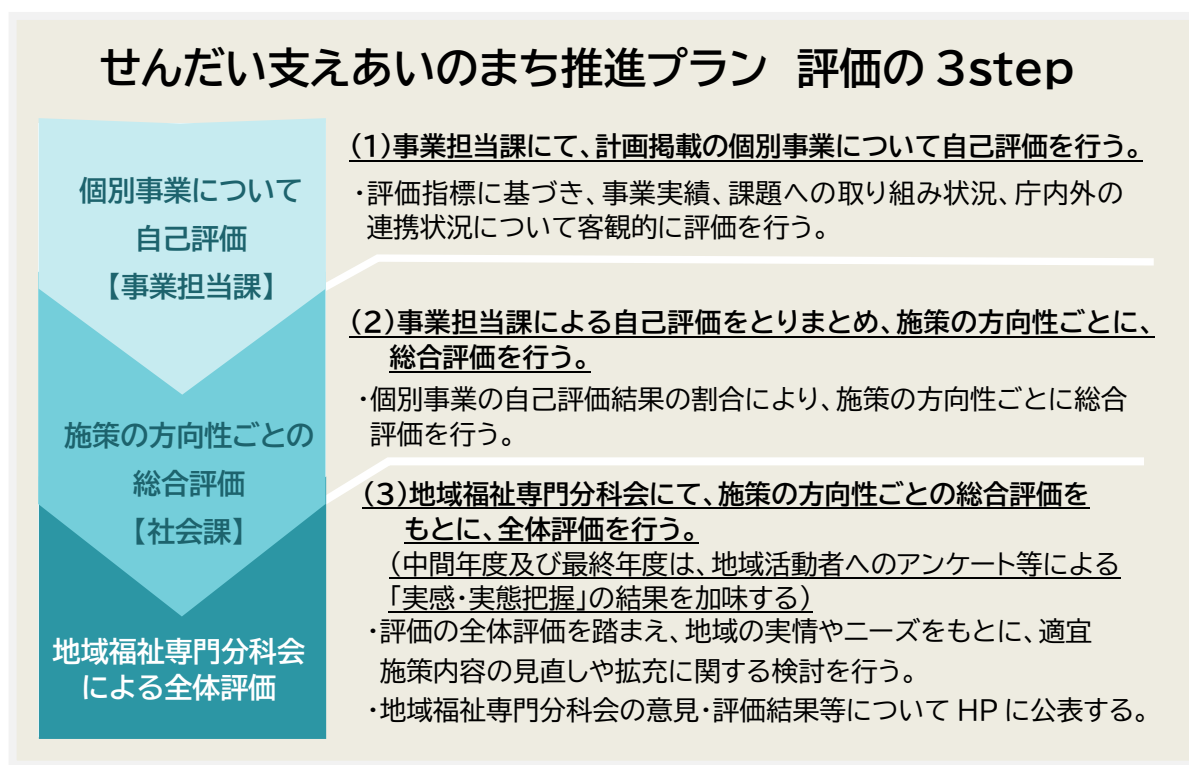 せんだい支えあいのまち推進プラン 評価の 3step
個別事業について
自己評価
【事業担当課】
(1)事業担当課にて、計画掲載の個別事業について自己評価を行う。
・評価指標に基づき、事業実績、課題への取り組み状況、庁内外の
連携状況について客観的に評価を行う。
施策の方向性ごとの
総合評価
【社会課】
(2)事業担当課による自己評価をとりまとめ、施策の方向性ごとに、
総合評価を行う。
・個別事業の自己評価結果の割合により、施策の方向性ごとに総合
評価を行う。
地域福祉専門分科会
による全体評価
(3)地域福祉専門分科会にて、施策の方向性ごとの総合評価を
もとに、全体評価を行う。
(中間年度及び最終年度は、地域活動者へのアンケート等による
「実感・実態把握」の結果を加味する)
・評価の全体評価を踏まえ、地域の実情やニーズをもとに、適宜
施策内容の見直しや拡充に関する検討を行う。
・地域福祉専門分科会の意見・評価結果等について HP に公表する。